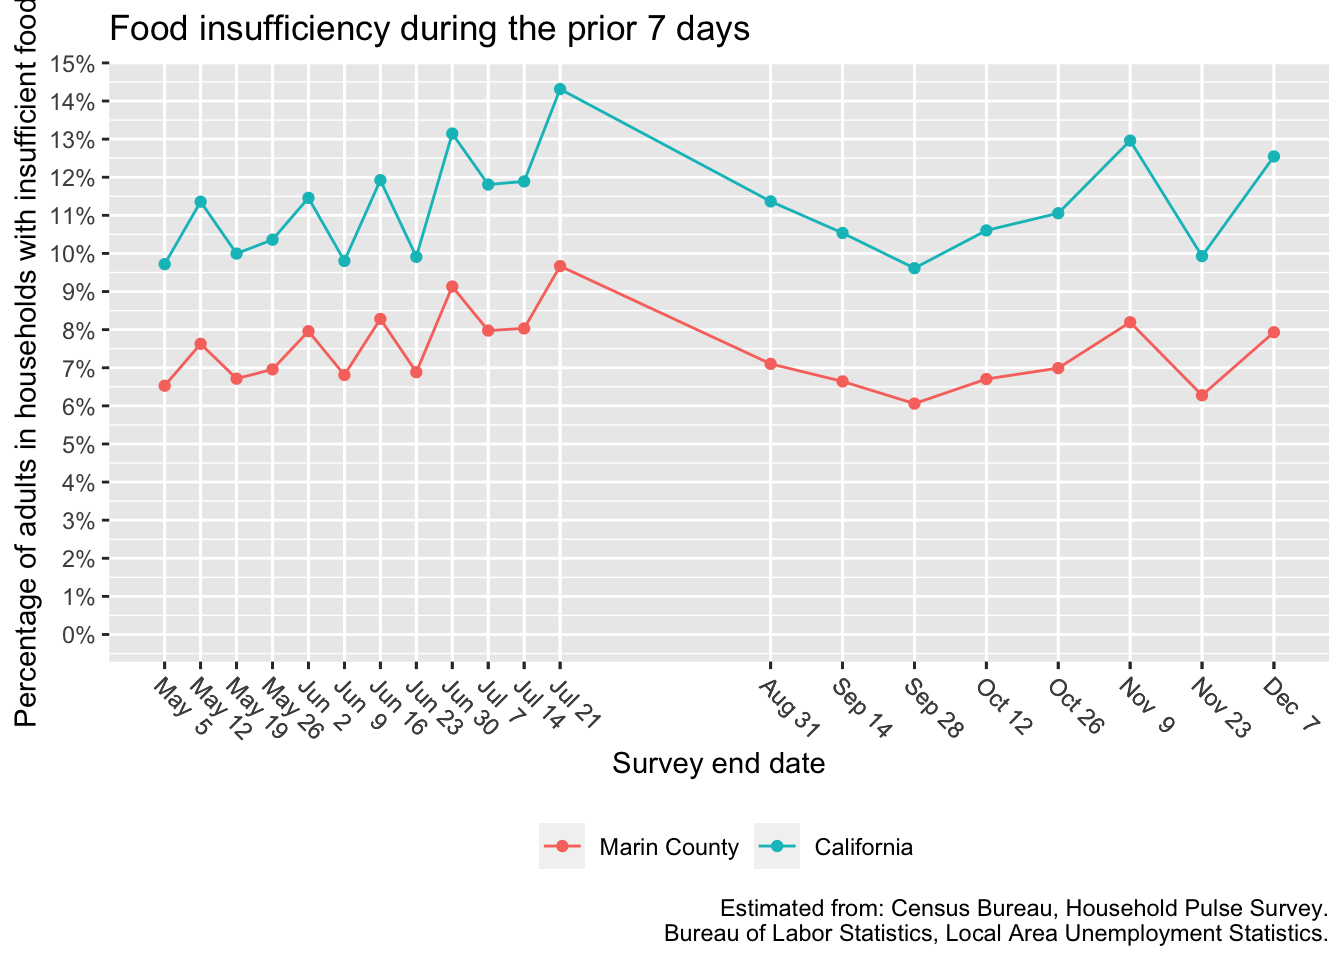 Food insufficiency during the prior 7 days
Percentage of adults in households with insufficient food
15%
14%
13%
12%
11%
10%
9%
8%
7%
6%
5%
4%
3%
2%
1%
0%
May 5
May 12
May 19
May 26
Jun 2
Jun 9
Jun 16
Jun 23
Jun 30
Jul 7
Jul 14
Jul 21
Aug 31
Sep 14
Sep 28
Oct 12
Oct 26
Nov 9
Nov 23
Dec 7
Survey end date
Marin County
California
Estimated from: Census Bureau, Household Pulse Survey.
Bureau of Labor Statistics, Local Area Unemployment Statistics.